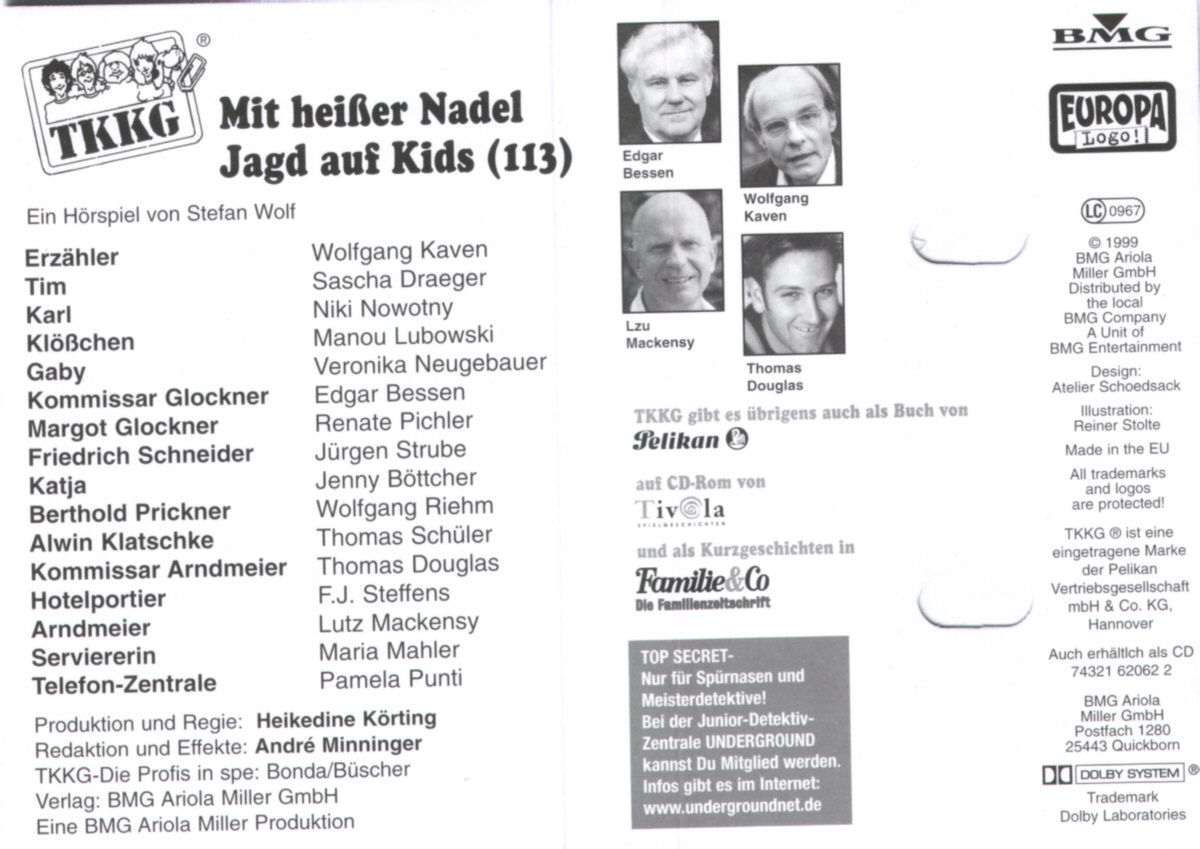 TKKG
®
Mit heißer Nadel
Jagd auf Kids (113)
Ein Hörspiel von Stefan Wolf
Erzähler Wolfgang Kaven
Tim Sascha Draeger
Karl Niki Nowotny
Klößchen Manou Lubowski
Gaby Veronika Neugebauer
Kommissar Glockner Edgar Bessen
Margot Glockner Renate Pichler
Friedrich Schneider Jürgen Strube
Katja Jenny Böttcher
Berthold Prickner Wolfgang Riehm
Alwin Klatschke Thomas Schüler
Kommissar Arndmeier Thomas Douglas
Hotelportier F.J. Steffens
Arndmeier Lutz Mackensy
Serviererin Maria Mahler
Telefon-Zentrale Pamela Punti
Produktion und Regie: Heikedine Körting
Redaktion und Effekte: André Minninger
TKKG-Die Profis in spe: Bonda/Büscher
Verlag: BMG Ariola Miller GmbH
Eine BMG Ariola Miller Produktion
Edgar
Bessen
Wolfgang
Kaven
Lzu
Mackensy
Thomas
Douglas
TKKG gibt es übrigens auch als Buch von
Pelikan
auf CD-Rom von
Tivola
SPIELGESCHICHTEN
und als Kurzgeschichten in
Familie&Co
Die Familienzeitschrift
TOP SECRET-
Nur für Spürnasen und
Meisterdetektive!
Bei der Junior-Detektiv-
Zentrale UNDERGROUND
kannst Du Mitglied werden.
Infos gibt es im Internet:
www.undergroundnet.de
BMG
EUROPA
Logo!
LC 0967
© 1999
BMG Ariola
Miller GmbH
Distributed by
the local
BMG Company
A Unit of
BMG Entertainment
Design:
Atelier Schoedsack
Illustration:
Reiner Stolte
Made in the EU
All trademarks
and logos
are protected!
TKKG ® ist eine
eingetragene Marke
der Pelikan
Vertriebsgesellschaft
mbH & Co. KG,
Hannover
Auch erhältlch als CD
74321 62062 2
BMG Ariola
Miller GmbH
Postfach 1280
25443 Quickborn
DOLBY SYSTEM ®
Trademark
Dolby Laboratories